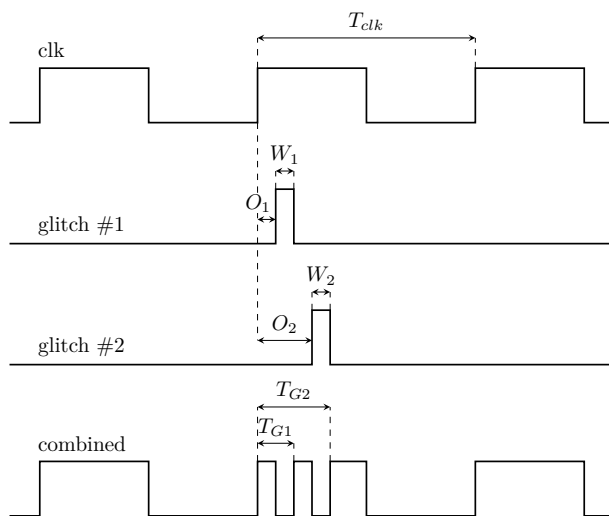 T_clk
clk
W_1
O_1
glitch #1
W_2
O_2
glitch #2
T_G2
T_G1
combined